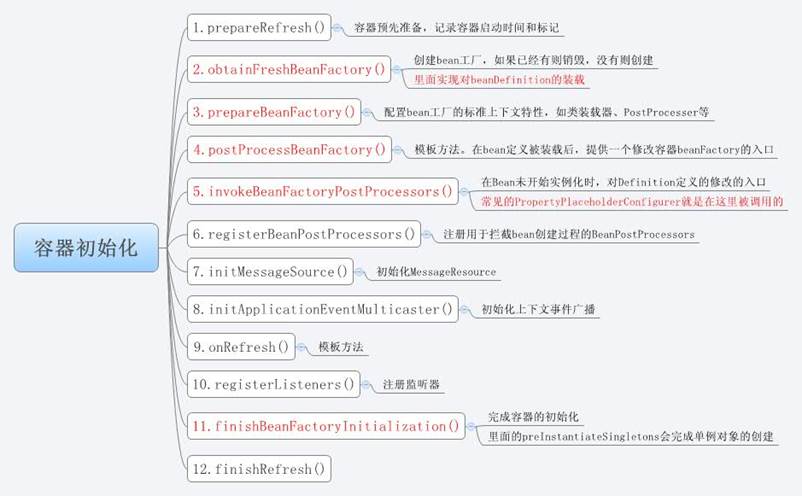 容器初始化
1.prepareRefresh()
容器预先准备，记录容器启动时间和标记
2.obtainFreshBeanFactory()
创建bean工厂，如果已经有则销毁，没有则创建
里面实现对beanDefinition的装载
3.prepareBeanFactory()
配置bean工厂的标准上下文特性，如类装载器、PostProcesser等
4.postProcessBeanFactory()
模板方法。在bean定义被装载后，提供一个修改容器beanFactory的入口
5.invokeBeanFactoryPostProcessors()
在Bean未开始实例化时，对Definition定义的修改的入口
常见的PropertyPlaceholderConfigurer就是在这里被调用的
6.registerBeanPostProcessors()
注册用于拦截bean创建过程的BeanPostProcessors
7.initMessageSource()
初始化MessageResource
8.initApplicationEventMulticaster()
初始化上下文事件广播
9.onRefresh()
模板方法
10.registerListeners()
注册监听器
11.finishBeanFactoryInitialization()
完成容器的初始化
里面的preInstantiateSingletons会完成单例对象的创建
12.finishRefresh()